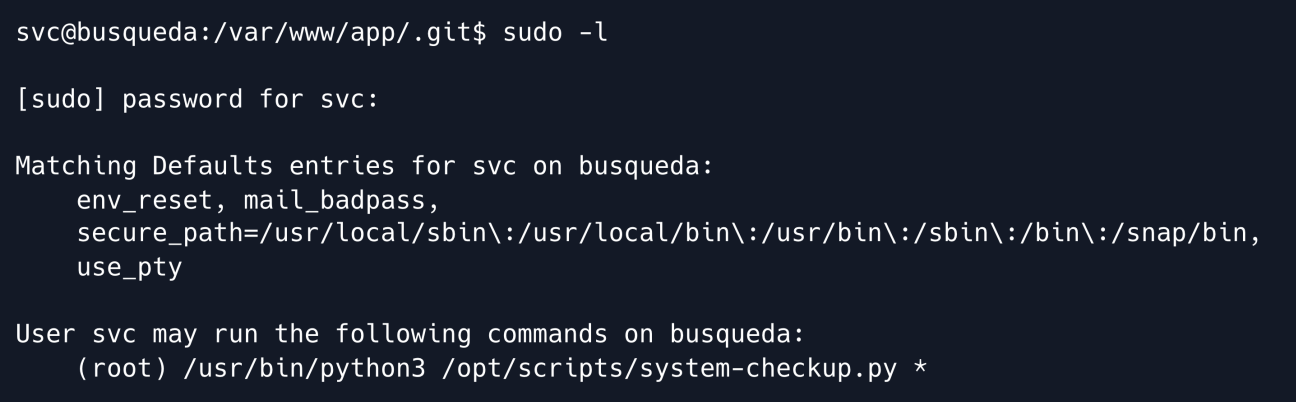 svc@busqueda:/var/www/app/.git$ sudo -l
[sudo] password for svc:
Matching Defaults entries for svc on busqueda:
env_reset, mail_badpass,
secure_path=/usr/local/sbin\:/usr/local/bin\:/usr/bin\:/sbin\:/bin\:/snap/bin,
use_pty
User svc may run the following commands on busqueda:
(root) /usr/bin/python3 /opt/scripts/system-checkup.py *